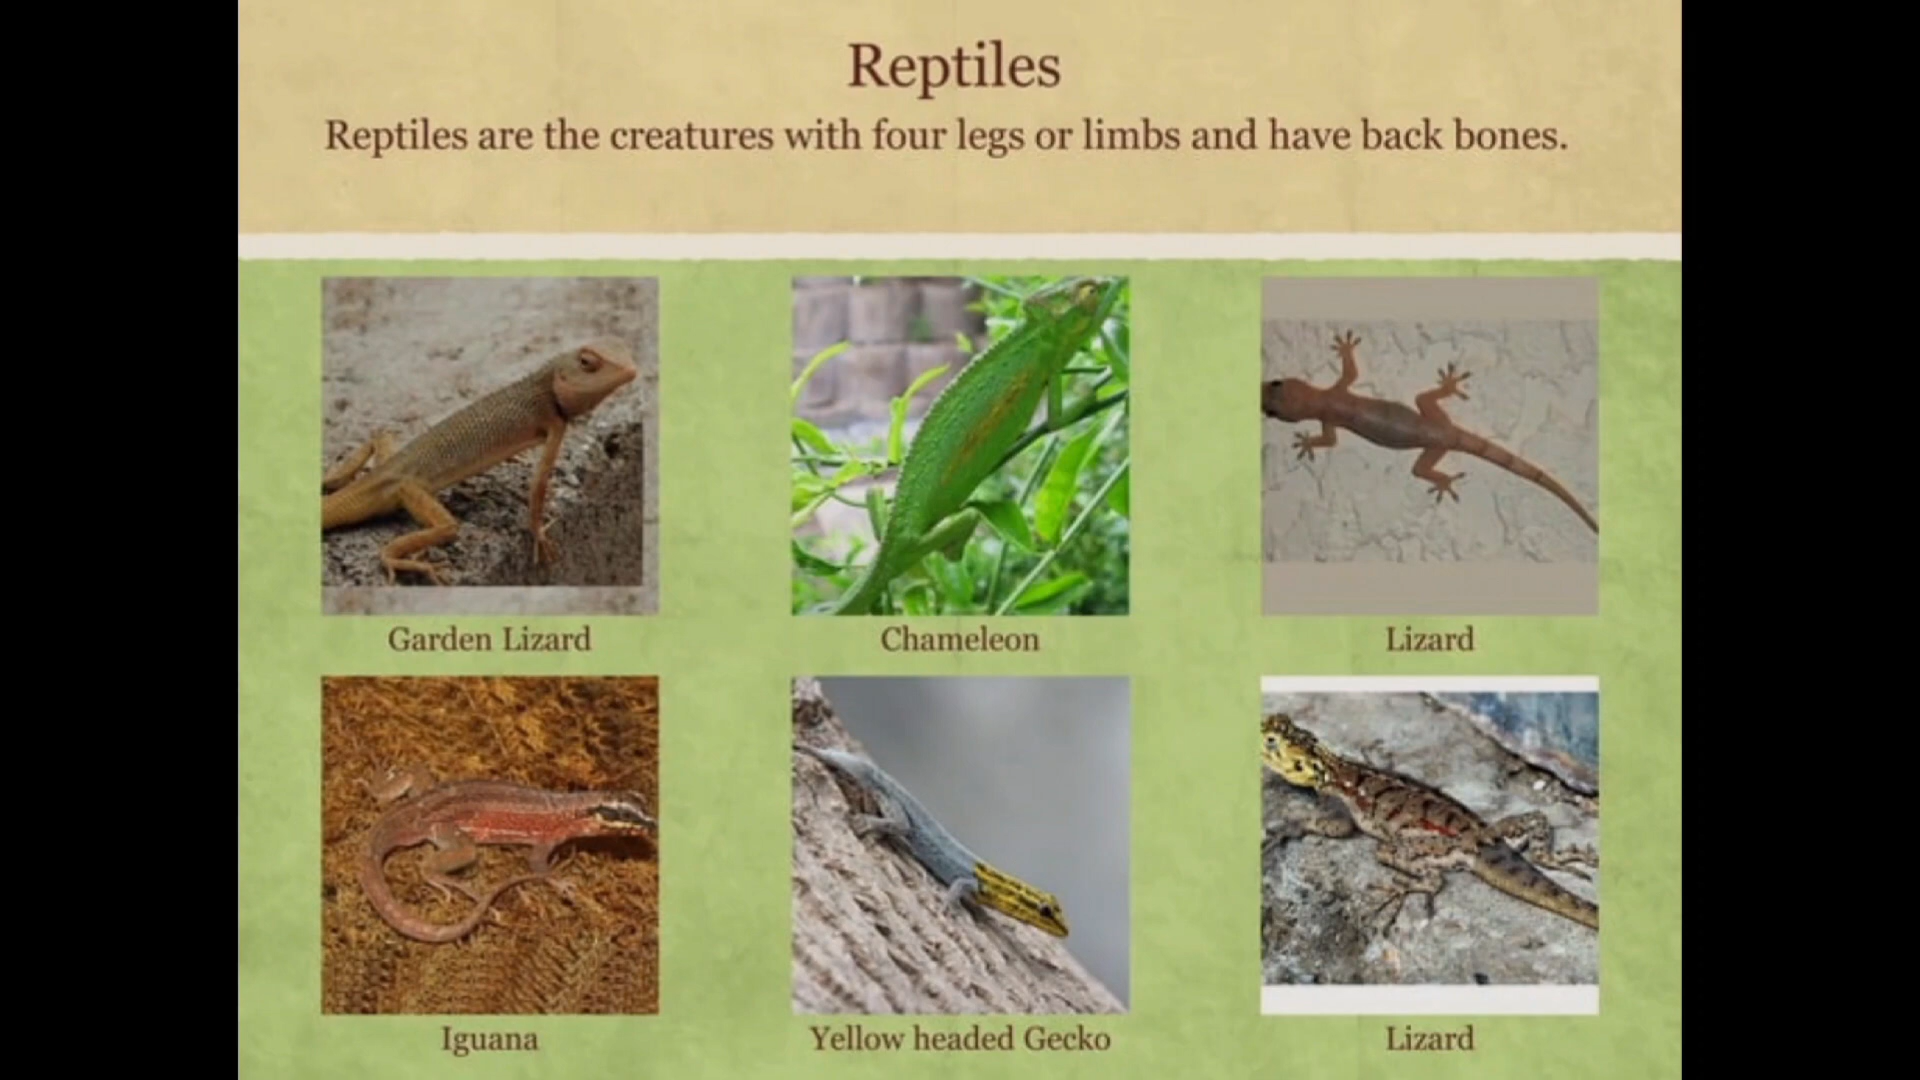 Reptiles
Reptiles are the creatures with four legs or limbs and have back bones.
Garden Lizard
Chameleon
Lizard
Iguana
Yellow headed Gecko
Lizard